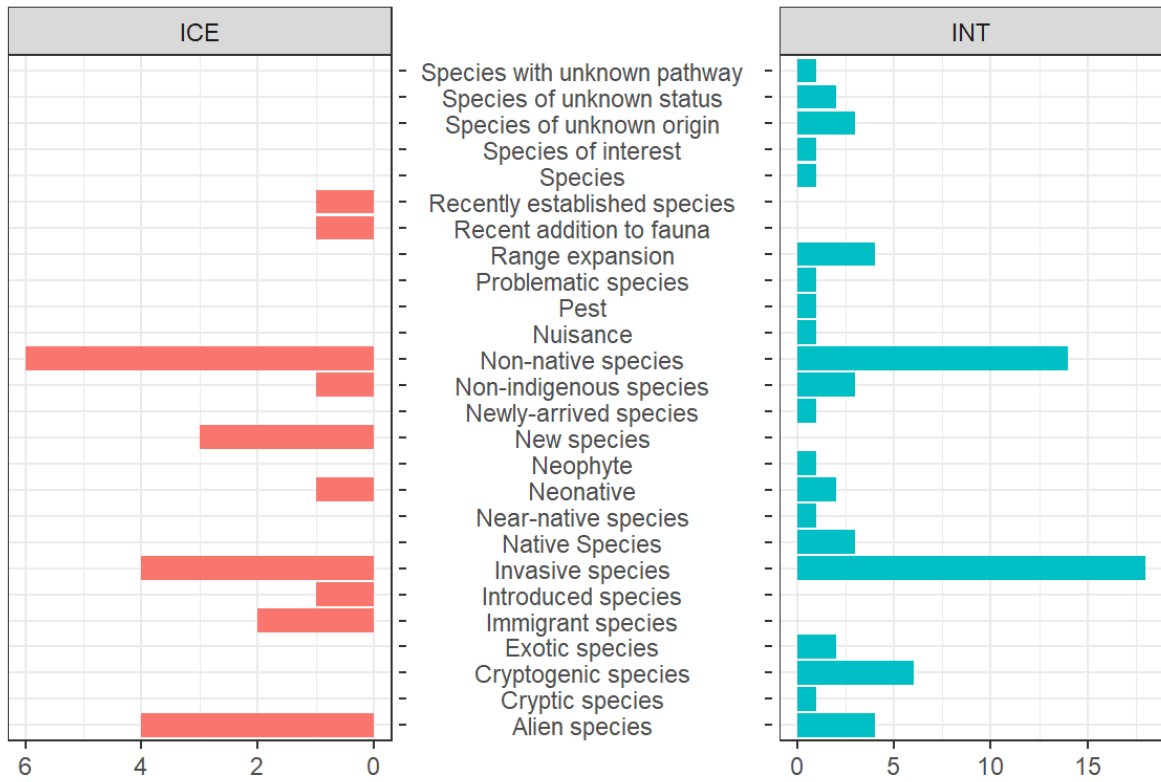 ICE
INT
Species with unknown pathway
Species of unknown status
Species of unknown origin
Species of interest
Species
Recently established species
Recent addition to fauna
Range expansion
Problematic species
Pest
Nuisance
Non-native species
Non-indigenous species
Newly-arrived species
New species
Neophyte
Neonative
Near-native species
Native Species
Invasive species
Introduced species
Immigrant species
Exotic species
Cryptogenic species
Cryptic species
Alien species
6 4 2 0
0 5 10 15